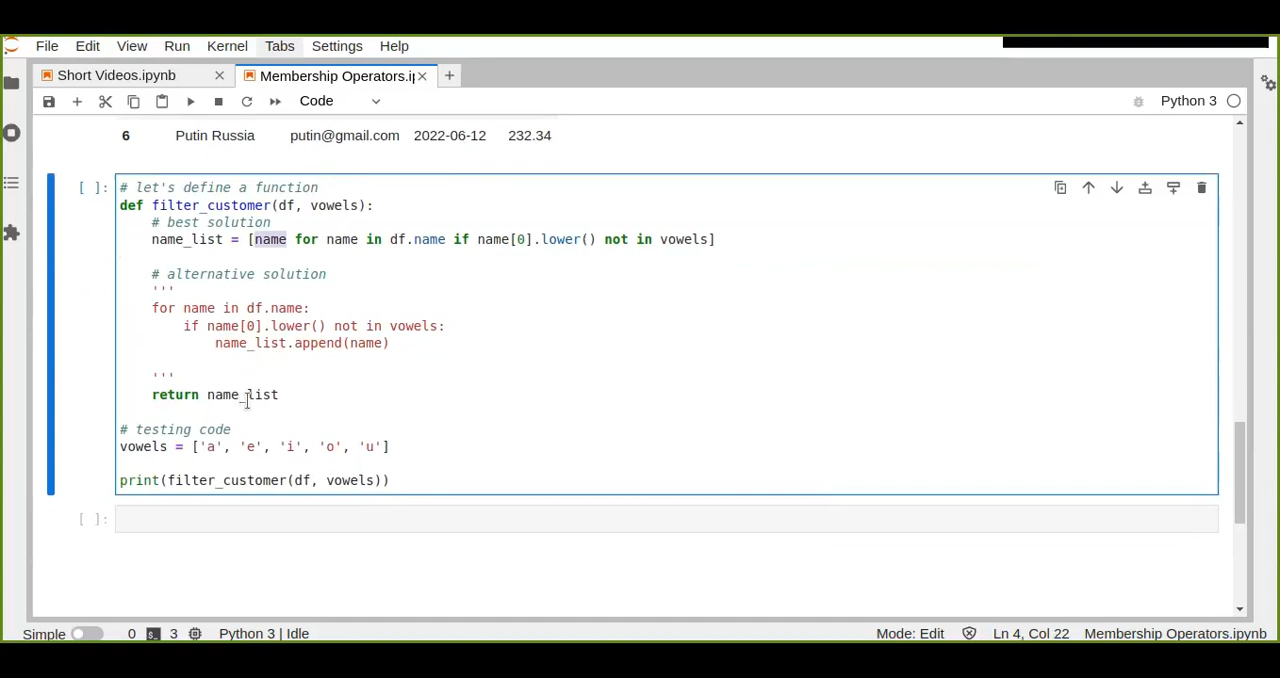 File Edit View Run Kernel Tabs Settings Help
Short Videos.ipynb Membership Operators.i
Code Python 3
6 Putin Russia putin@gmail.com 2022-06-12 232.34
[ ]: # let's define a function
def filter_customer(df, vowels):
# best solution
name_list = [name for name in df.name if name[0].lower() not in vowels]
# alternative solution
'''
for name in df.name:
if name[0].lower() not in vowels:
name_list.append(name)
'''
return name_list
# testing code
vowels = ['a', 'e', 'i', 'o', 'u']
print(filter_customer(df, vowels))
[ ]:
Simple 0 3 Python 3 | Idle Mode: Edit Ln 4, Col 22 Membership Operators.ipynb